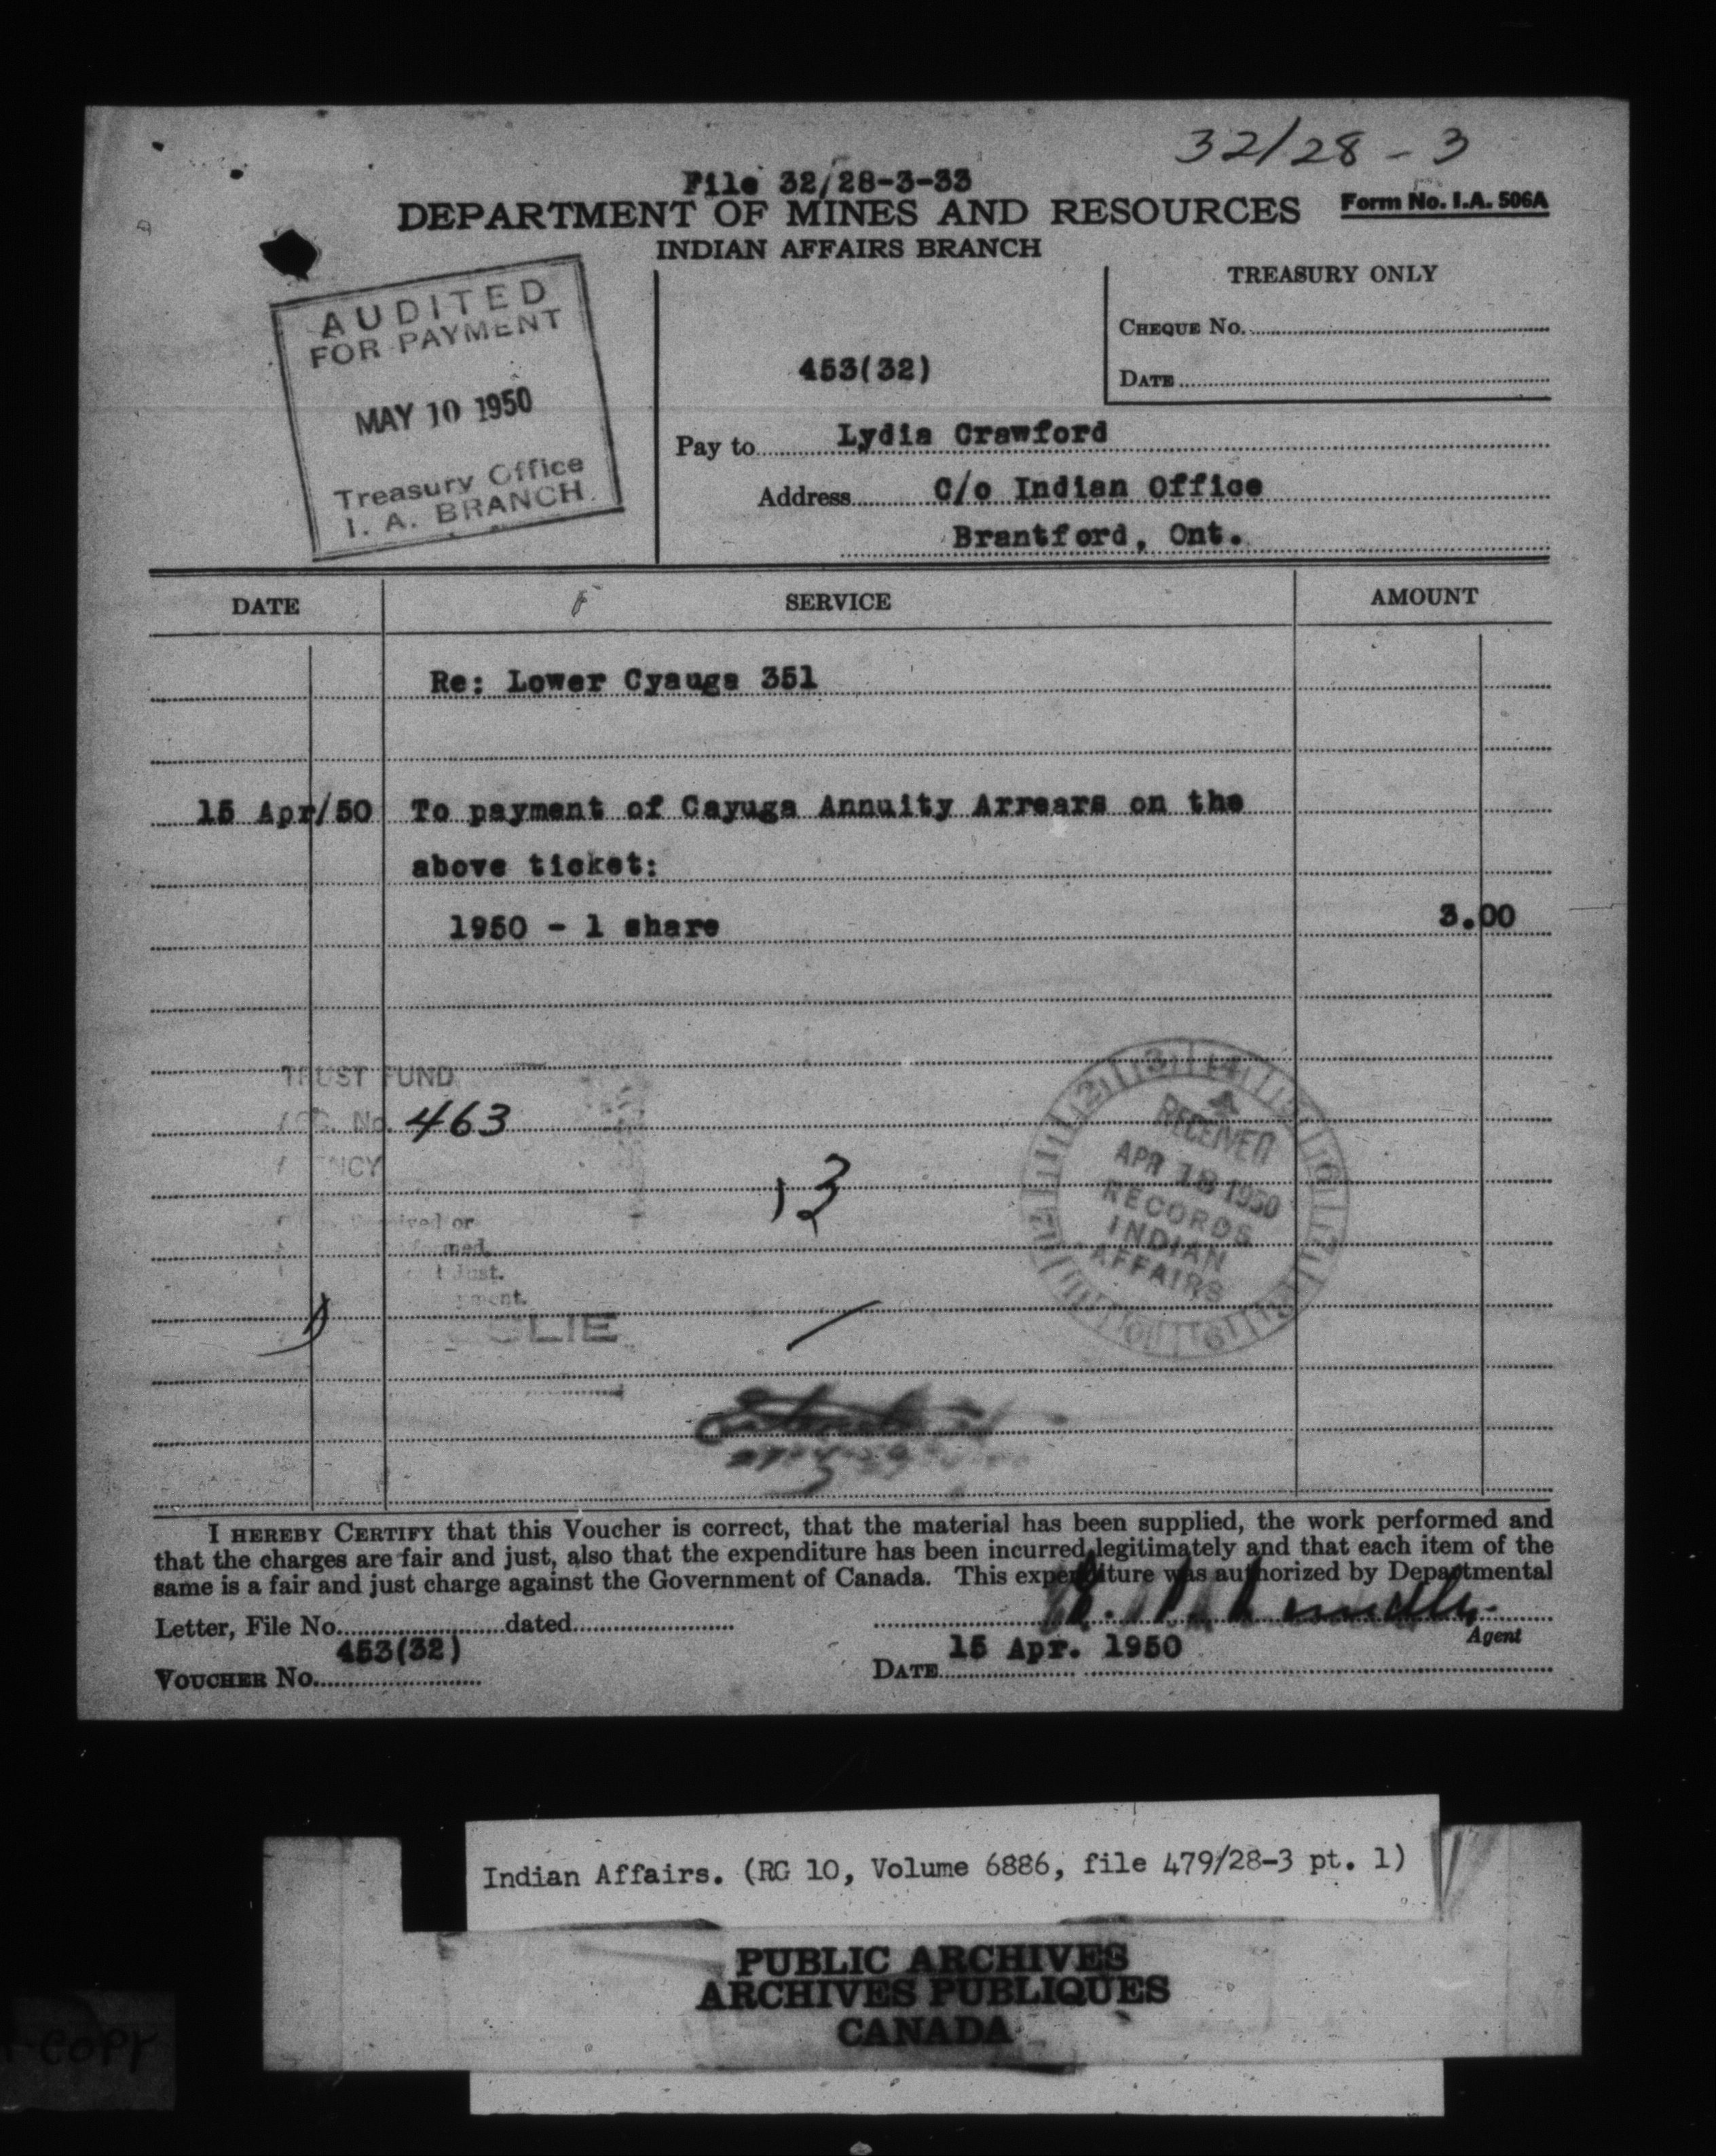 32/28-3
File 32/28-3-33
DEPARTMENT OF MINES AND RESOURCES
Form No. I.A. 506A
INDIAN AFFAIRS BRANCH
AUDITED
FOR PAYMENT
MAY 10 1950
Treasury Office
I. A. BRANCH
TREASURY ONLY
CHEQUE No.
DATE
453(32)
Pay to Lydia Crawford
Address C/o Indian Office
Brantford, Ont.
DATE SERVICE AMOUNT
Re: Lower Cyauga 351
15 Apr/50 To payment of Cayuga Annuity Arrears on the
above ticket:
1950 - 1 share 3.00
TRUST FUND
No. 463
13
RECEIVED
APR 18 1950
RECORDS
INDIAN
AFFAIRS
I HEREBY CERTIFY that this Voucher is correct, that the material has been supplied, the work performed and
that the charges are fair and just, also that the expenditure has been incurred legitimately and that each item of the
same is a fair and just charge against the Government of Canada. This expenditure was authorized by Departmental
Letter, File No. dated
Agent
453(32)
VOUCHER No.
DATE 15 Apr. 1950
Indian Affairs. (RG 10, Volume 6886, file 479/28-3 pt. 1)
PUBLIC ARCHIVES
ARCHIVES PUBLIQUES
CANADA
COPY